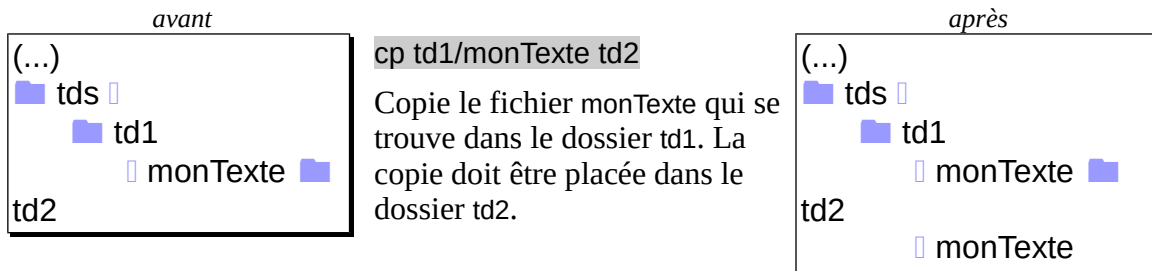 avant
(...)
tds
td1
monTexte
td2
cp td1/monTexte td2
Copie le fichier monTexte qui se
trouve dans le dossier td1. La
copie doit être placée dans le
dossier td2.
après
(...)
tds
td1
monTexte
td2
monTexte